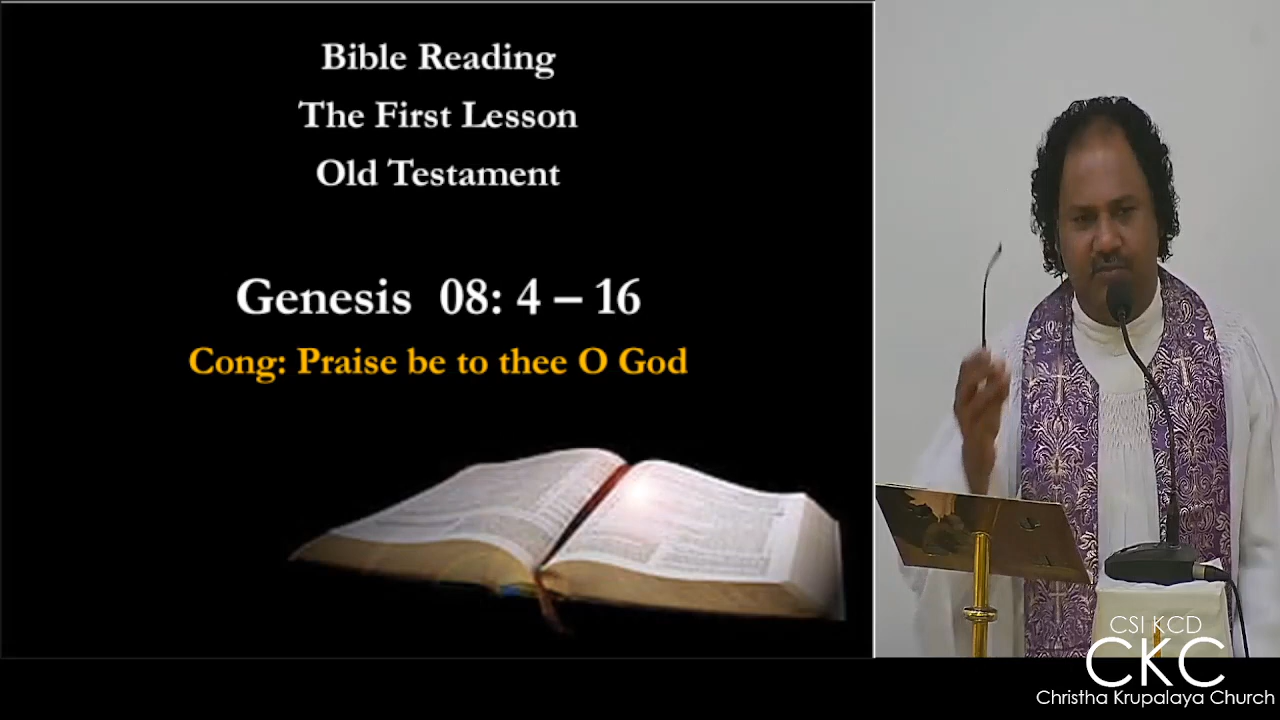 Bible Reading
The First Lesson
Old Testament
Genesis 08: 4 – 16
Cong: Praise be to thee O God
CSI KCD
CKC
Christha Krupalaya Church